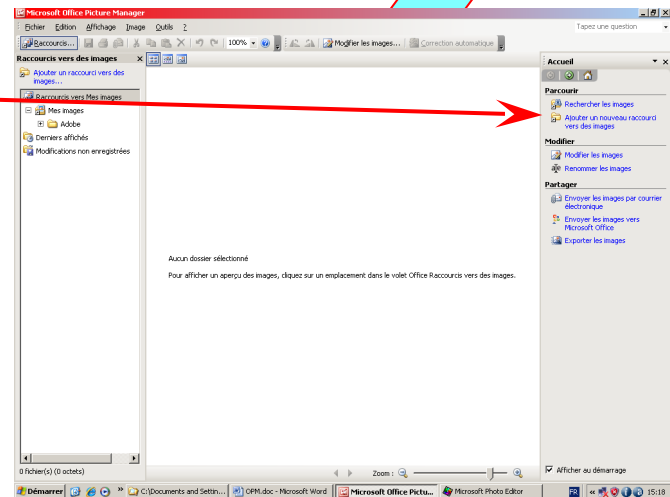 Microsoft Office Picture Manager
Fichier Edition Affichage Image Outils ? Tapez une question
Raccourcis... 100% Modifier les images... Correction automatique
Raccourcis vers des images
Ajouter un raccourci vers des
images...
Raccourcis vers Mes images
Mes images
Adobe
Derniers affichés
Modifications non enregistrées
Aucun dossier sélectionné
Pour afficher un aperçu des images, cliquez sur un emplacement dans le volet Office Raccourcis vers des images.
Accueil
Parcourir
Rechercher les images
Ajouter un nouveau raccourci
vers des images
Modifier
Modifier les images
Renommer les images
Partager
Envoyer les images par courrier
électronique
Envoyer les images vers
Microsoft Office
Exporter les images
0 fichier(s) (0 octets)
Zoom :
Afficher au démarrage
Démarrer » C:\Documents and Settin... OPM.doc - Microsoft Word Microsoft Office Pictu... Microsoft Photo Editor FR « 15:18